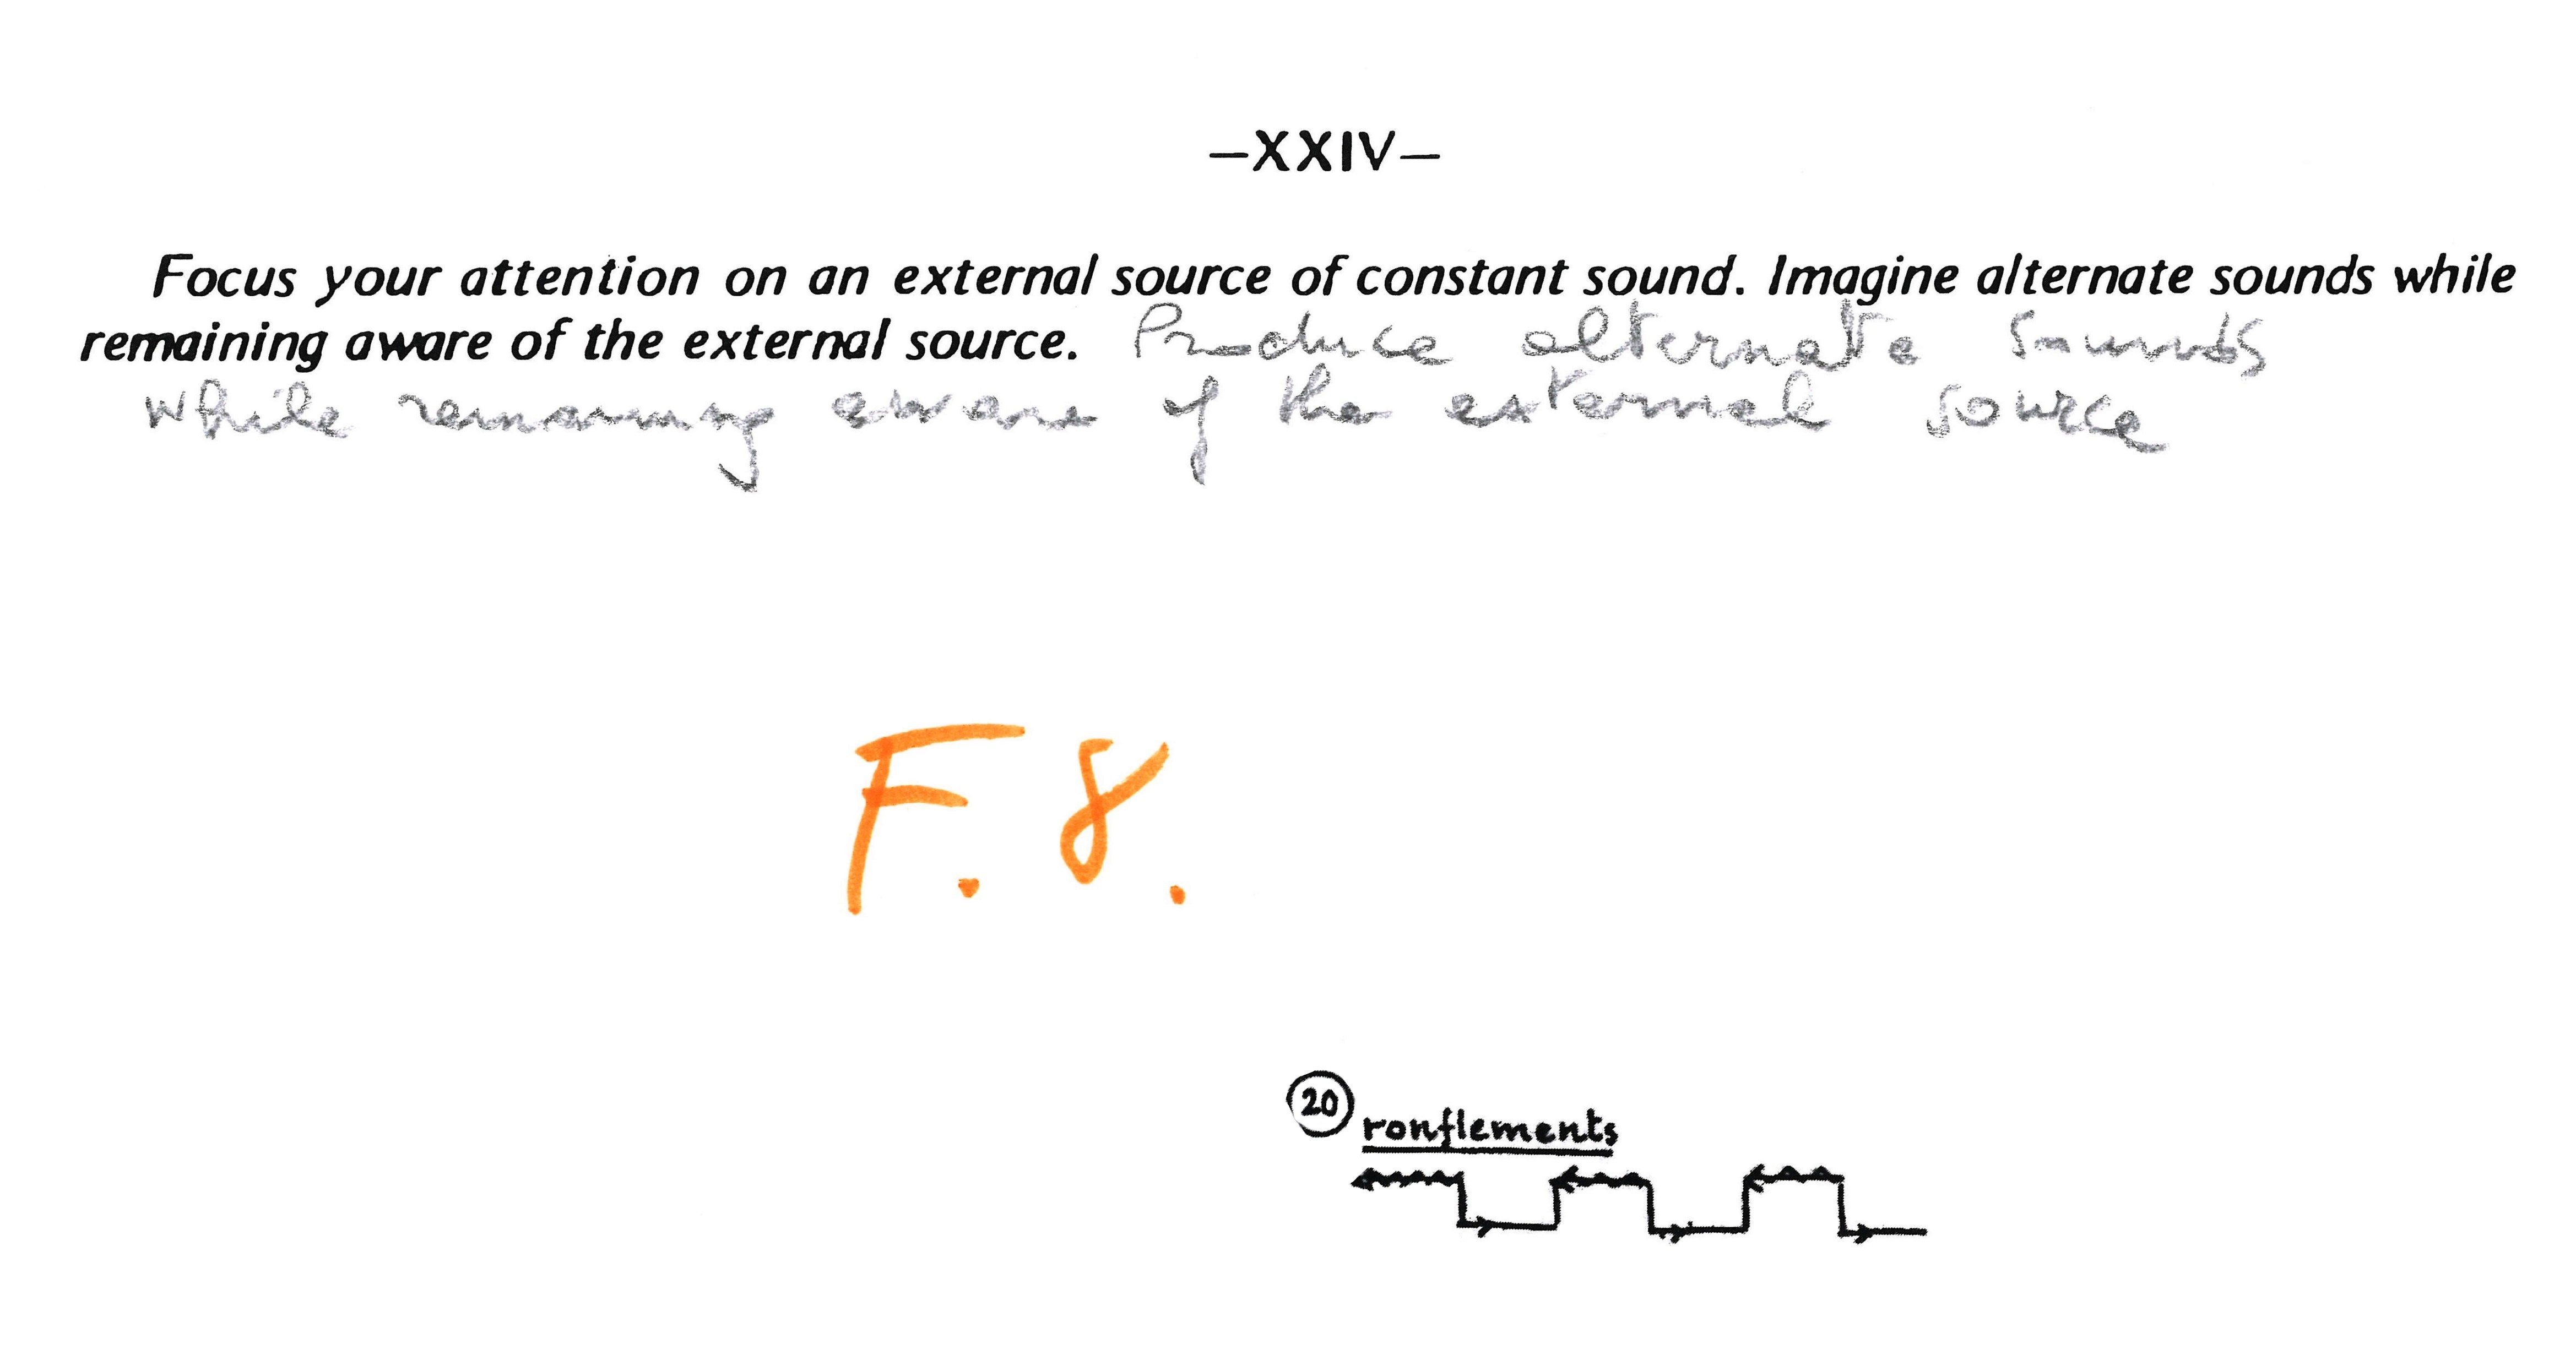 —XXIV—
Focus your attention on an external source of constant sound. Imagine alternate sounds while
remaining aware of the external source. Produce alternate sounds
while remaining aware of the external source
F. 8.
20
ronflements